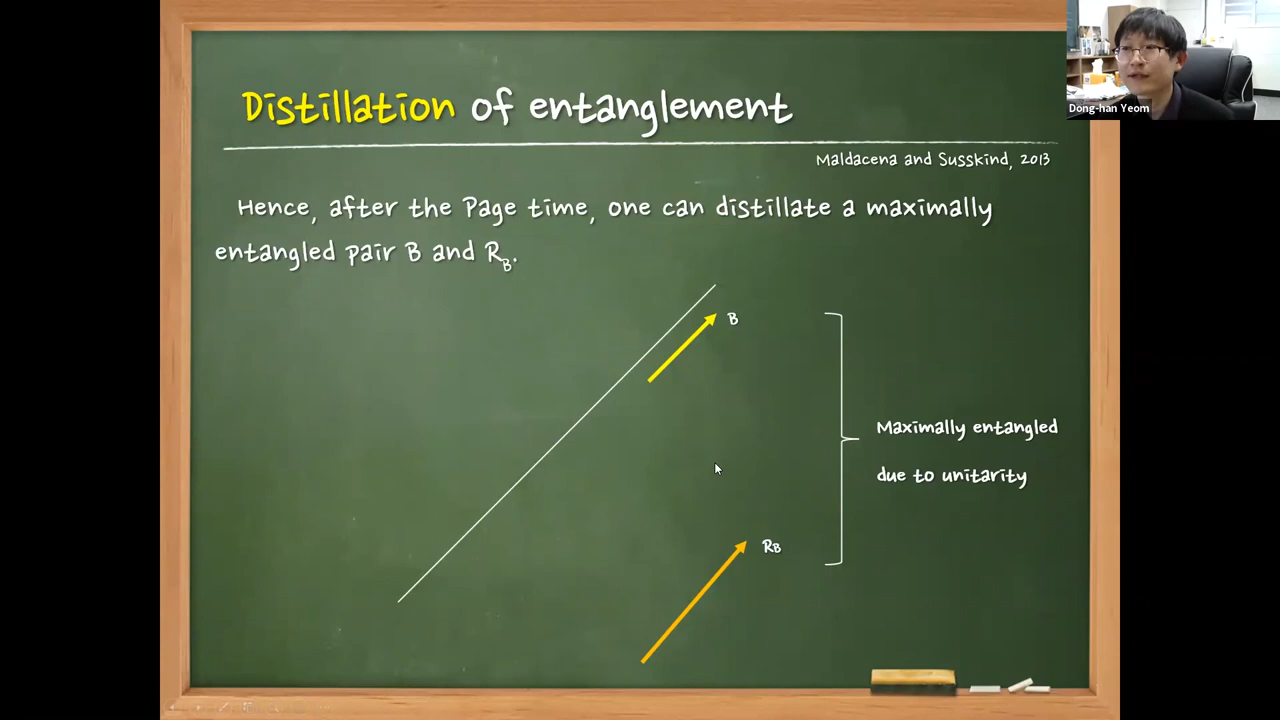 Dong-han Yeom
Distillation of entanglement
Maldacena and Susskind, 2013
Hence, after the Page time, one can distillate a maximally
entangled pair B and R_B.
B
Maximally entangled
due to unitarity
RB